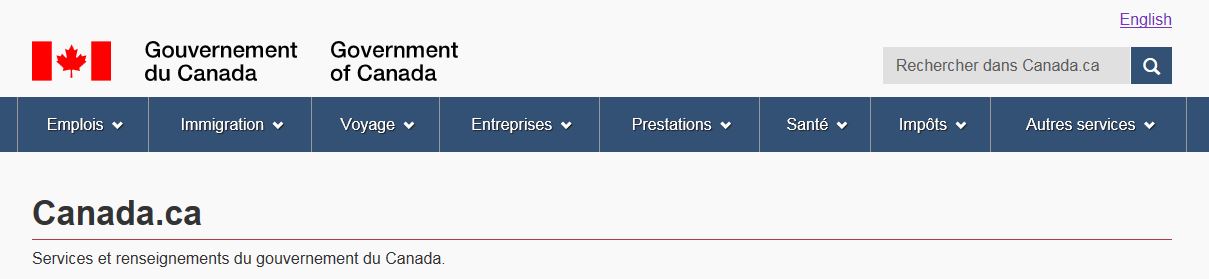 English
Gouvernement
du Canada
Government
of Canada
Rechercher dans Canada.ca
Emplois Immigration Voyage Entreprises Prestations Santé Impôts Autres services
Canada.ca
Services et renseignements du gouvernement du Canada.